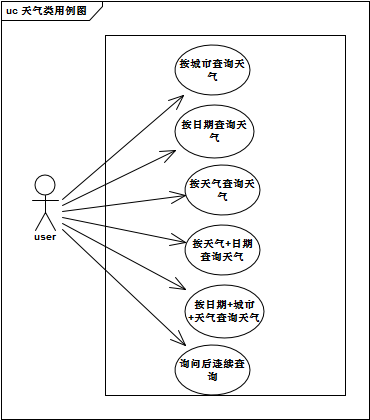 uc 天气类用例图
按城市查询天
气
按日期查询天
气
按天气查询天
气
按天气+日期
查询天气
按日期+城市
+天气查询天气
询问后连续查
询
user